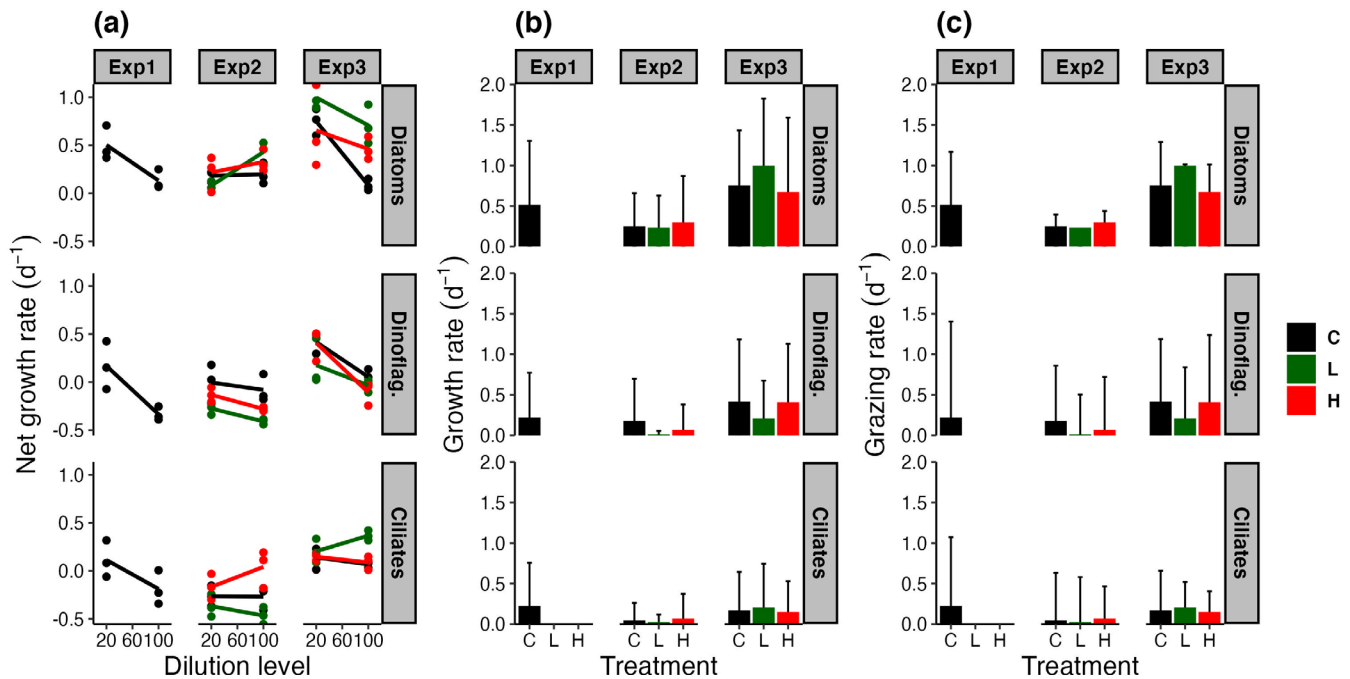 (a)
Exp1 Exp2 Exp3
Net growth rate (d⁻¹)
1.0
0.5
0.0
-0.5
Diatoms
1.0
0.5
0.0
-0.5
Dinoflag.
1.0
0.5
0.0
-0.5
Ciliates
20 60 100 20 60 100 20 60 100
Dilution level
(b)
Exp1 Exp2 Exp3
Growth rate (d⁻¹)
2.0
1.5
1.0
0.5
0.0
Diatoms
2.0
1.5
1.0
0.5
0.0
Dinoflag.
2.0
1.5
1.0
0.5
0.0
Ciliates
C L H C L H C L H
Treatment
(c)
Exp1 Exp2 Exp3
Grazing rate (d⁻¹)
2.0
1.5
1.0
0.5
0.0
Diatoms
2.0
1.5
1.0
0.5
0.0
Dinoflag.
2.0
1.5
1.0
0.5
0.0
Ciliates
C L H C L H C L H
Treatment
C
L
H